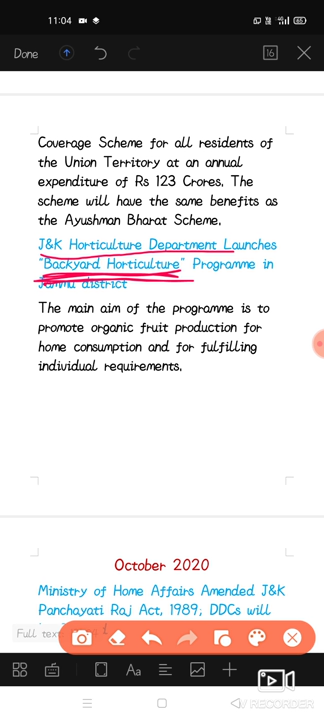 11:04
65
Done
16
Coverage Scheme for all residents of
the Union Territory at an annual
expenditure of Rs 123 Crores. The
scheme will have the same benefits as
the Ayushman Bharat Scheme.
J&K Horticulture Department Launches
"Backyard Horticulture" Programme in
Jammu district
The main aim of the programme is to
promote organic fruit production for
home consumption and for fulfilling
individual requirements.
October 2020
Ministry of Home Affairs Amended J&K
Panchayati Raj Act, 1989; DDCs will
Full text
Aa
RECORDER